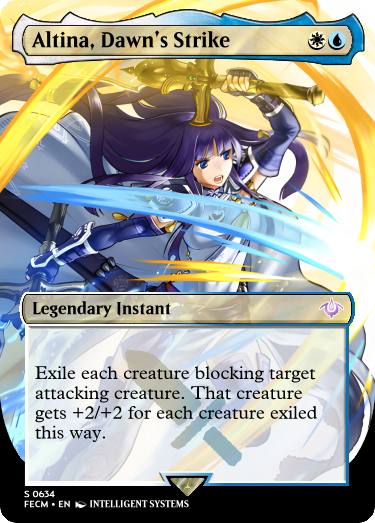 Altina, Dawn's Strike
Legendary Instant
Exile each creature blocking target
attacking creature. That creature
gets +2/+2 for each creature exiled
this way.
S 0634
FECM • EN INTELLIGENT SYSTEMS